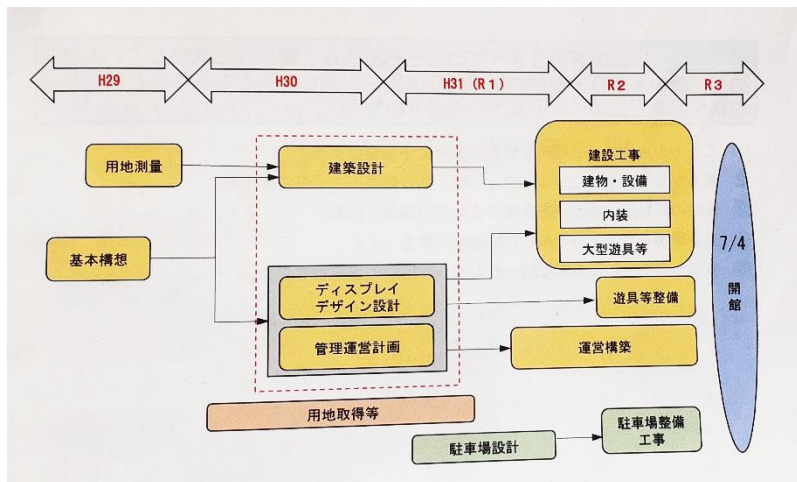 H29
H30
H31（R1）
R2
R3
用地測量
建築設計
建設工事
建物・設備
内装
大型遊具等
基本構想
ディスプレイ
デザイン設計
管理運営計画
遊具等整備
運営構築
7/4
開
館
用地取得等
駐車場設計
駐車場整備
工事